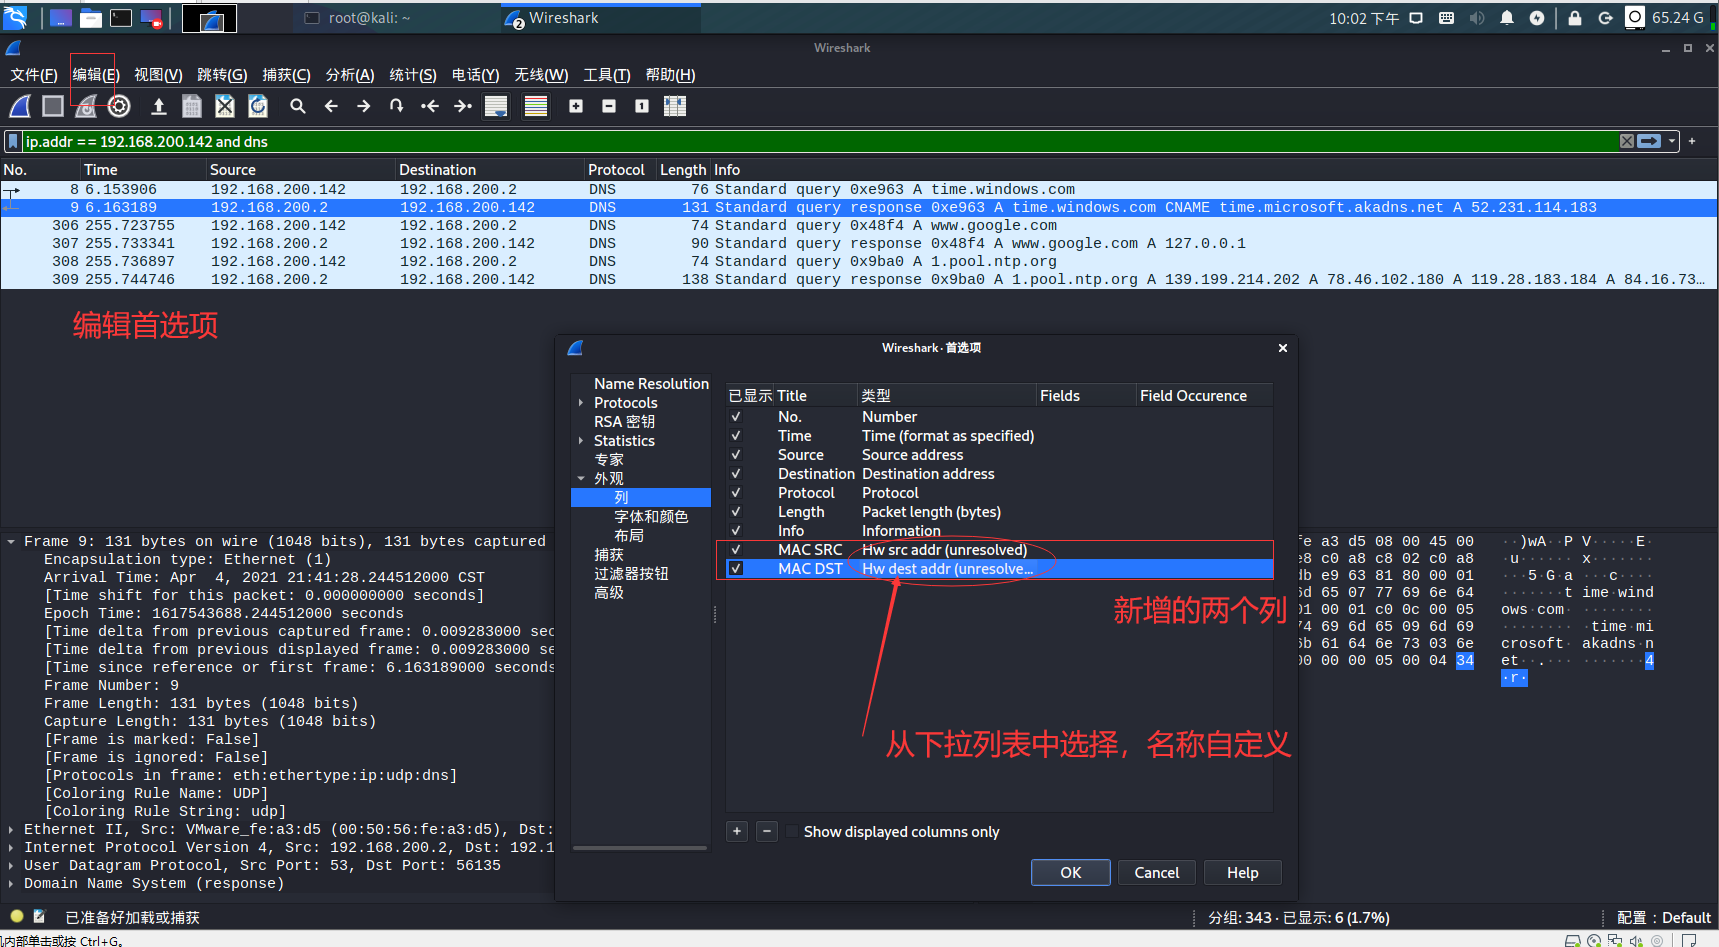 root@kali: ~
2
Wireshark
10:02 下午
65.24 G
Wireshark
文件(F) 编辑(E) 视图(V) 跳转(G) 捕获(C) 分析(A) 统计(S) 电话(Y) 无线(W) 工具(T) 帮助(H)
ip.addr == 192.168.200.142 and dns
No. Time Source Destination Protocol Length Info
8 6.153906 192.168.200.142 192.168.200.2 DNS 76 Standard query 0xe963 A time.windows.com
9 6.163189 192.168.200.2 192.168.200.142 DNS 131 Standard query response 0xe963 A time.windows.com CNAME time.microsoft.akadns.net A 52.231.114.183
306 255.723755 192.168.200.142 192.168.200.2 DNS 74 Standard query 0x48f4 A www.google.com
307 255.733341 192.168.200.2 192.168.200.142 DNS 90 Standard query response 0x48f4 A www.google.com A 127.0.0.1
308 255.736897 192.168.200.142 192.168.200.2 DNS 74 Standard query 0x9ba0 A 1.pool.ntp.org
309 255.744746 192.168.200.2 192.168.200.142 DNS 138 Standard query response 0x9ba0 A 1.pool.ntp.org A 139.199.214.202 A 78.46.102.180 A 119.28.183.184 A 84.16.73…
编辑首选项
Wireshark · 首选项
Name Resolution
Protocols
RSA 密钥
Statistics
专家
外观
列
字体和颜色
布局
捕获
过滤器按钮
高级
已显示 Title 类型 Fields Field Occurence
No. Number
Time Time (format as specified)
Source Source address
Destination Destination address
Protocol Protocol
Length Packet length (bytes)
Info Information
MAC SRC Hw src addr (unresolved)
MAC DST Hw dest addr (unresolve…
新增的两个列
从下拉列表中选择，名称自定义
+ − Show displayed columns only
OK Cancel Help
Frame 9: 131 bytes on wire (1048 bits), 131 bytes captured
Encapsulation type: Ethernet (1)
Arrival Time: Apr  4, 2021 21:41:28.244512000 CST
[Time shift for this packet: 0.000000000 seconds]
Epoch Time: 1617543688.244512000 seconds
[Time delta from previous captured frame: 0.009283000 sec
[Time delta from previous displayed frame: 0.009283000 se
[Time since reference or first frame: 6.163189000 seconds
Frame Number: 9
Frame Length: 131 bytes (1048 bits)
Capture Length: 131 bytes (1048 bits)
[Frame is marked: False]
[Frame is ignored: False]
[Protocols in frame: eth:ethertype:ip:udp:dns]
[Coloring Rule Name: UDP]
[Coloring Rule String: udp]
Ethernet II, Src: VMware_fe:a3:d5 (00:50:56:fe:a3:d5), Dst:
Internet Protocol Version 4, Src: 192.168.200.2, Dst: 192.1
User Datagram Protocol, Src Port: 53, Dst Port: 56135
Domain Name System (response)
fe a3 d5 08 00 45 00 ··)wA··P V·····E·
e8 c0 a8 c8 02 c0 a8 ·u······ ·x······
db e9 63 81 80 00 01 ···5·G·a ··c·····
6d 65 07 77 69 6e 64 ·······t ime·wind
01 00 01 c0 0c 00 05 ows·com· ········
74 69 6d 65 09 6d 69 ········ ·time·mi
6b 61 64 6e 73 03 6e crosoft· akadns·n
00 00 00 05 00 04 34 et··.··· ·······4
·r·
已准备好加载或捕获
分组: 343 · 已显示: 6 (1.7%)
配置：Default
内部单击或按 Ctrl+G。